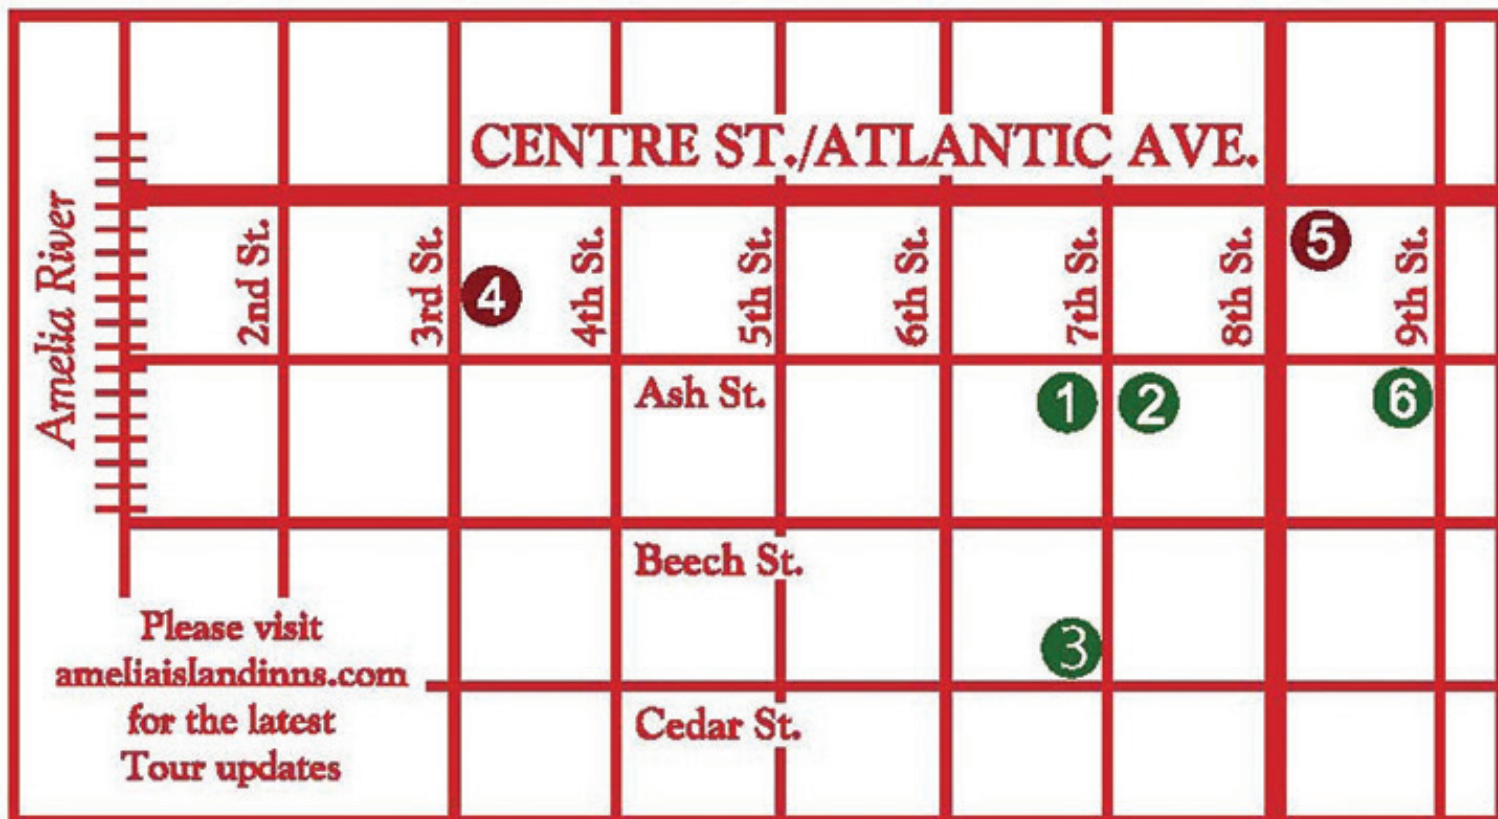 CENTRE ST./ATLANTIC AVE.
Amelia River
2nd St.
3rd St.
4
4th St.
5th St.
6th St.
7th St.
8th St.
5
9th St.
Ash St.
1
2
6
Beech St.
3
Please visit
ameliaislandinns.com
for the latest
Tour updates
Cedar St.